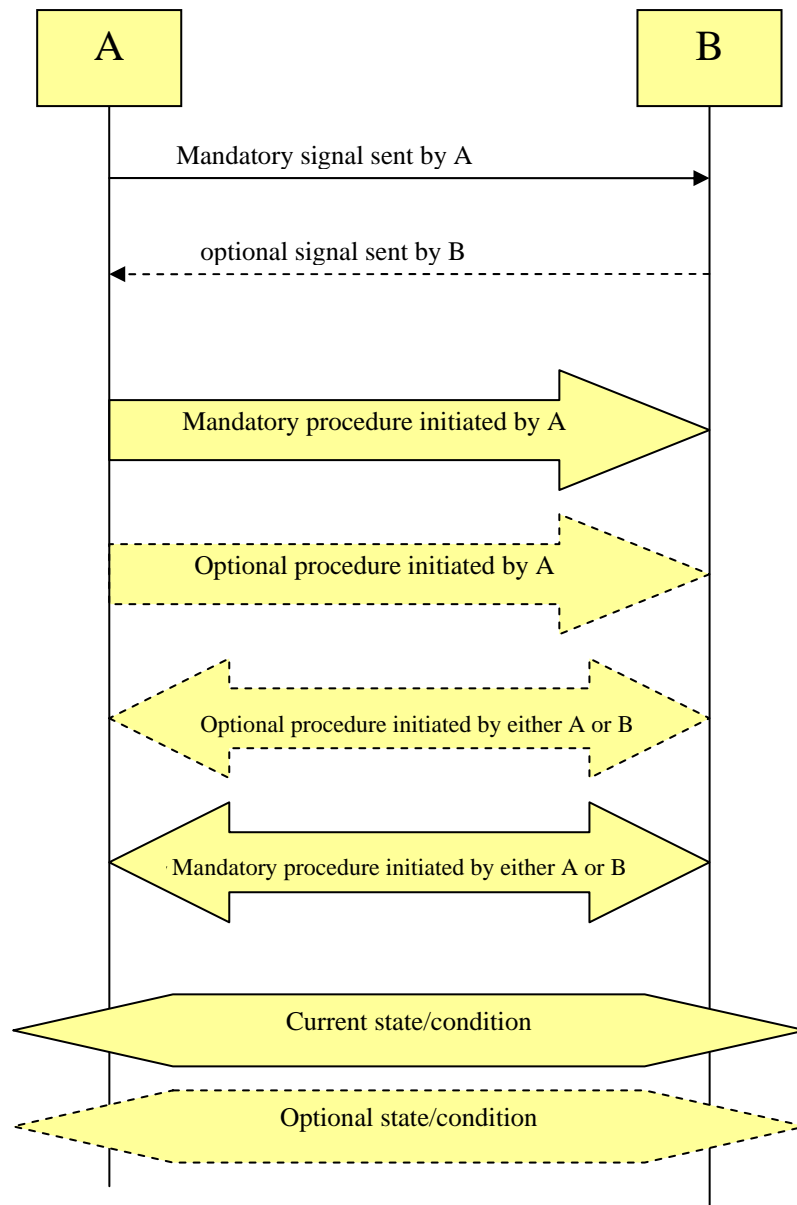 A
B
Mandatory signal sent by A
optional signal sent by B
Mandatory procedure initiated by A
Optional procedure initiated by A
Optional procedure initiated by either A or B
Mandatory procedure initiated by either A or B
Current state/condition
Optional state/condition